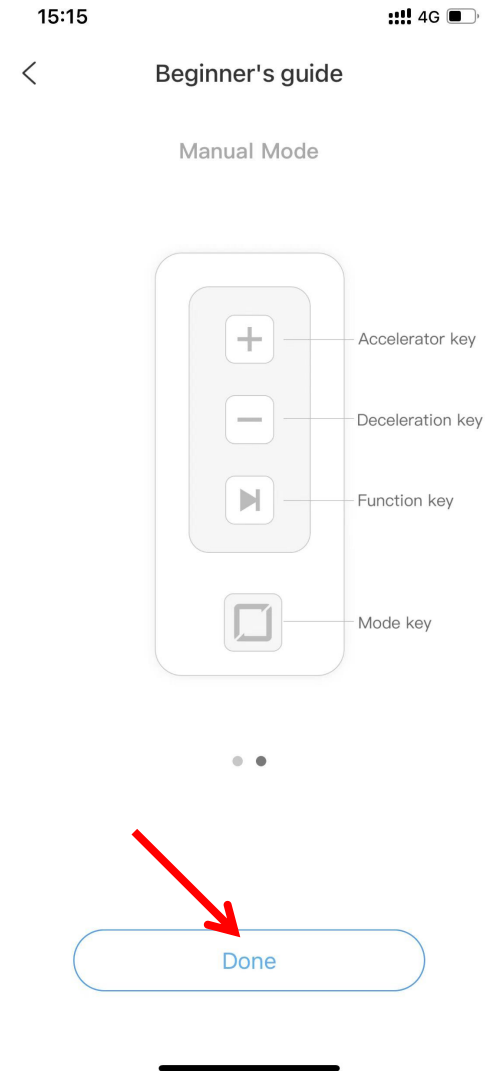 15:15
4G
Beginner's guide
Manual Mode
Accelerator key
Deceleration key
Function key
Mode key
Done